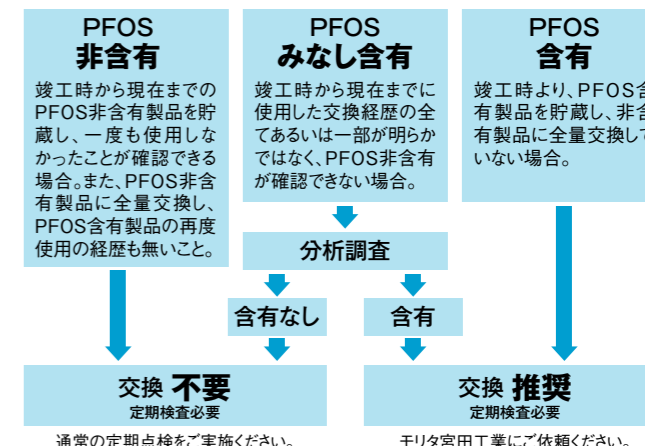 PFOS
非含有
竣工時から現在までの
PFOS非含有製品を貯
蔵し、一度も使用しな
かったことが確認できる
場合。また、PFOS非含
有製品に全量交換し、
PFOS含有製品の再度
使用の経歴も無いこと。
PFOS
みなし含有
竣工時から現在までに
使用した交換経歴の全
てあるいは一部が明らか
ではなく、PFOS非含有
が確認できない場合。
PFOS
含有
竣工時より、PFOS含
有製品を貯蔵し、非含
有製品に全量交換して
いない場合。
分析調査
含有なし
含有
交換 不要
定期検査必要
通常の定期点検をご実施ください。
交換 推奨
定期検査必要
モリタ宮田工業にご依頼ください。